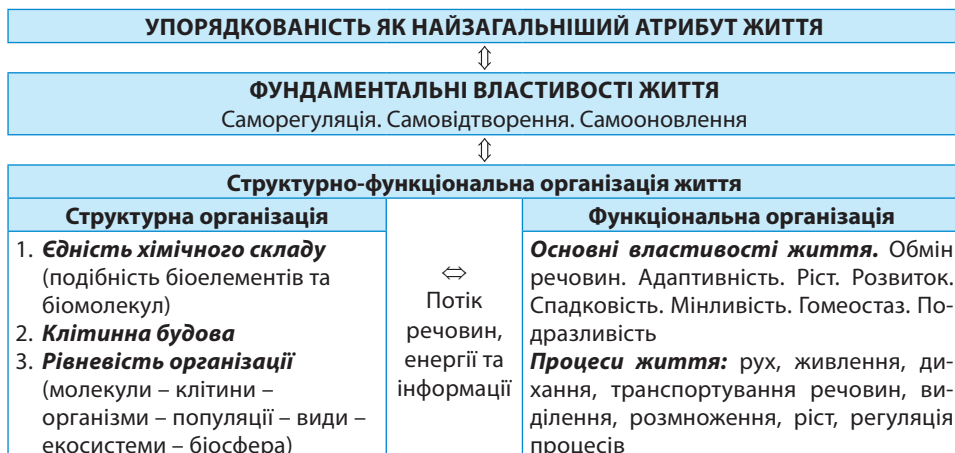 УПОРЯДКОВАНІСТЬ ЯК НАЙЗАГАЛЬНІШИЙ АТРИБУТ ЖИТТЯ
⇕
ФУНДАМЕНТАЛЬНІ ВЛАСТИВОСТІ ЖИТТЯ
Саморегуляція. Самовідтворення. Самооновлення
⇕
Структурно-функціональна організація життя
Структурна організація
1. Єдність хімічного складу
(подібність біоелементів та
біомолекул)
2. Клітинна будова
3. Рівневість організації
(молекули – клітини –
організми – популяції – види –
екосистеми – біосфера)
⇔
Потік
речовин,
енергії та
інформації
Функціональна організація
Основні властивості життя. Обмін
речовин. Адаптивність. Ріст. Розвиток.
Спадковість. Мінливість. Гомеостаз. По-
дразливість
Процеси життя: рух, живлення, ди-
хання, транспортування речовин, ви-
ділення, розмноження, ріст, регуляція
процесів